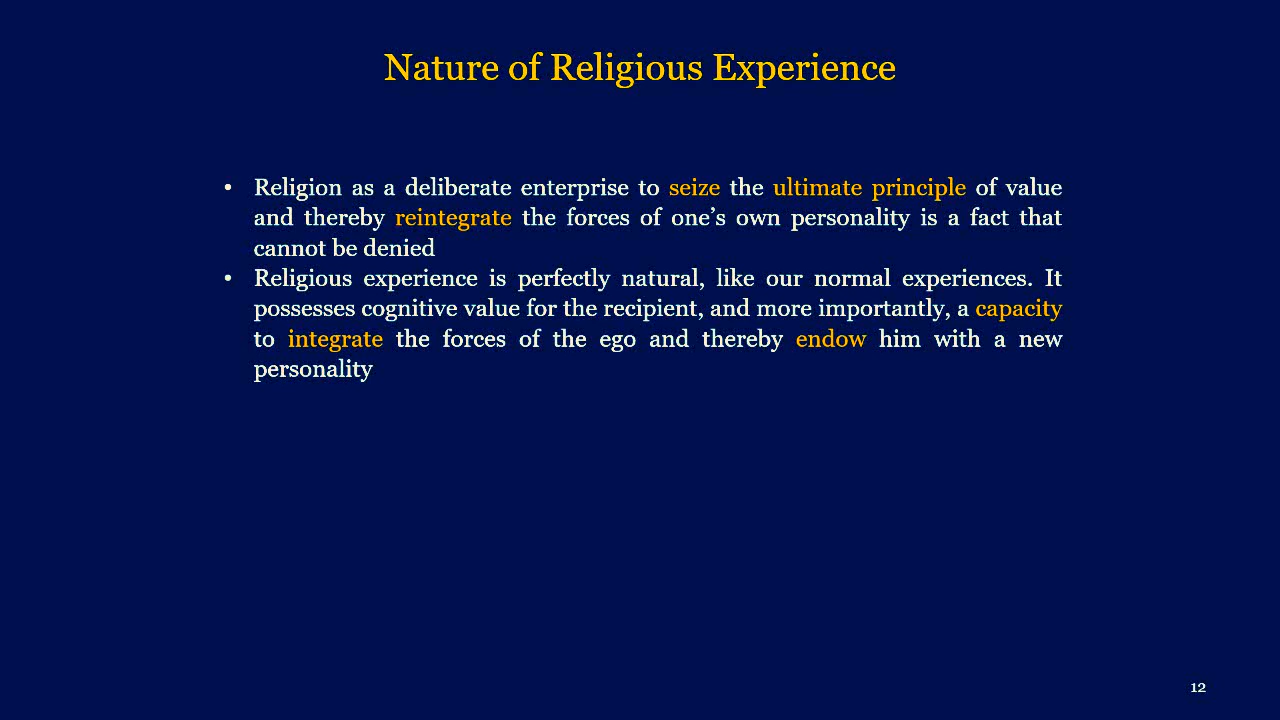 Nature of Religious Experience
• Religion as a deliberate enterprise to seize the ultimate principle of value
and thereby reintegrate the forces of one’s own personality is a fact that
cannot be denied
• Religious experience is perfectly natural, like our normal experiences. It
possesses cognitive value for the recipient, and more importantly, a capacity
to integrate the forces of the ego and thereby endow him with a new
personality
12